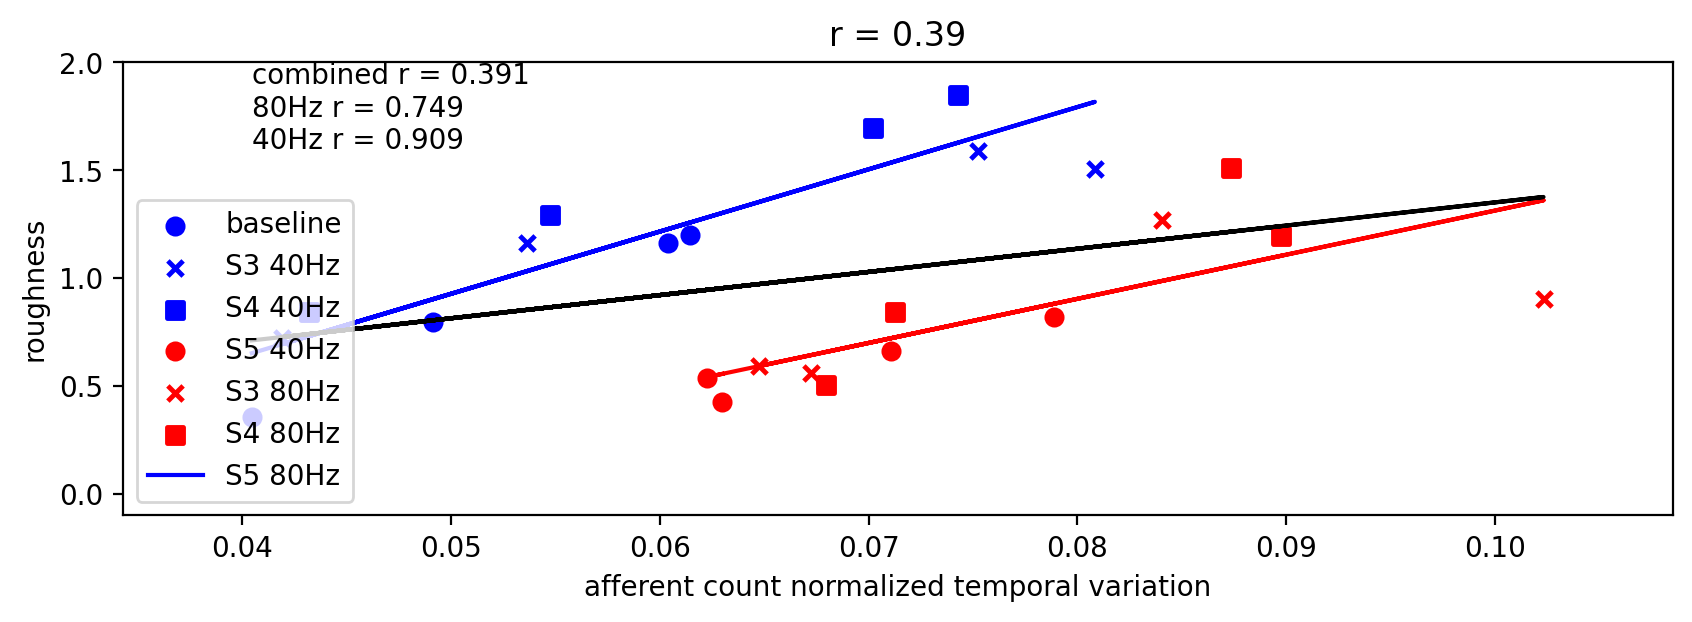 r = 0.39
combined r = 0.391
80Hz r = 0.749
40Hz r = 0.909
baseline
S3 40Hz
S4 40Hz
S5 40Hz
S3 80Hz
S4 80Hz
S5 80Hz
roughness
2.0
1.5
1.0
0.5
0.0
0.04 0.05 0.06 0.07 0.08 0.09 0.10
afferent count normalized temporal variation